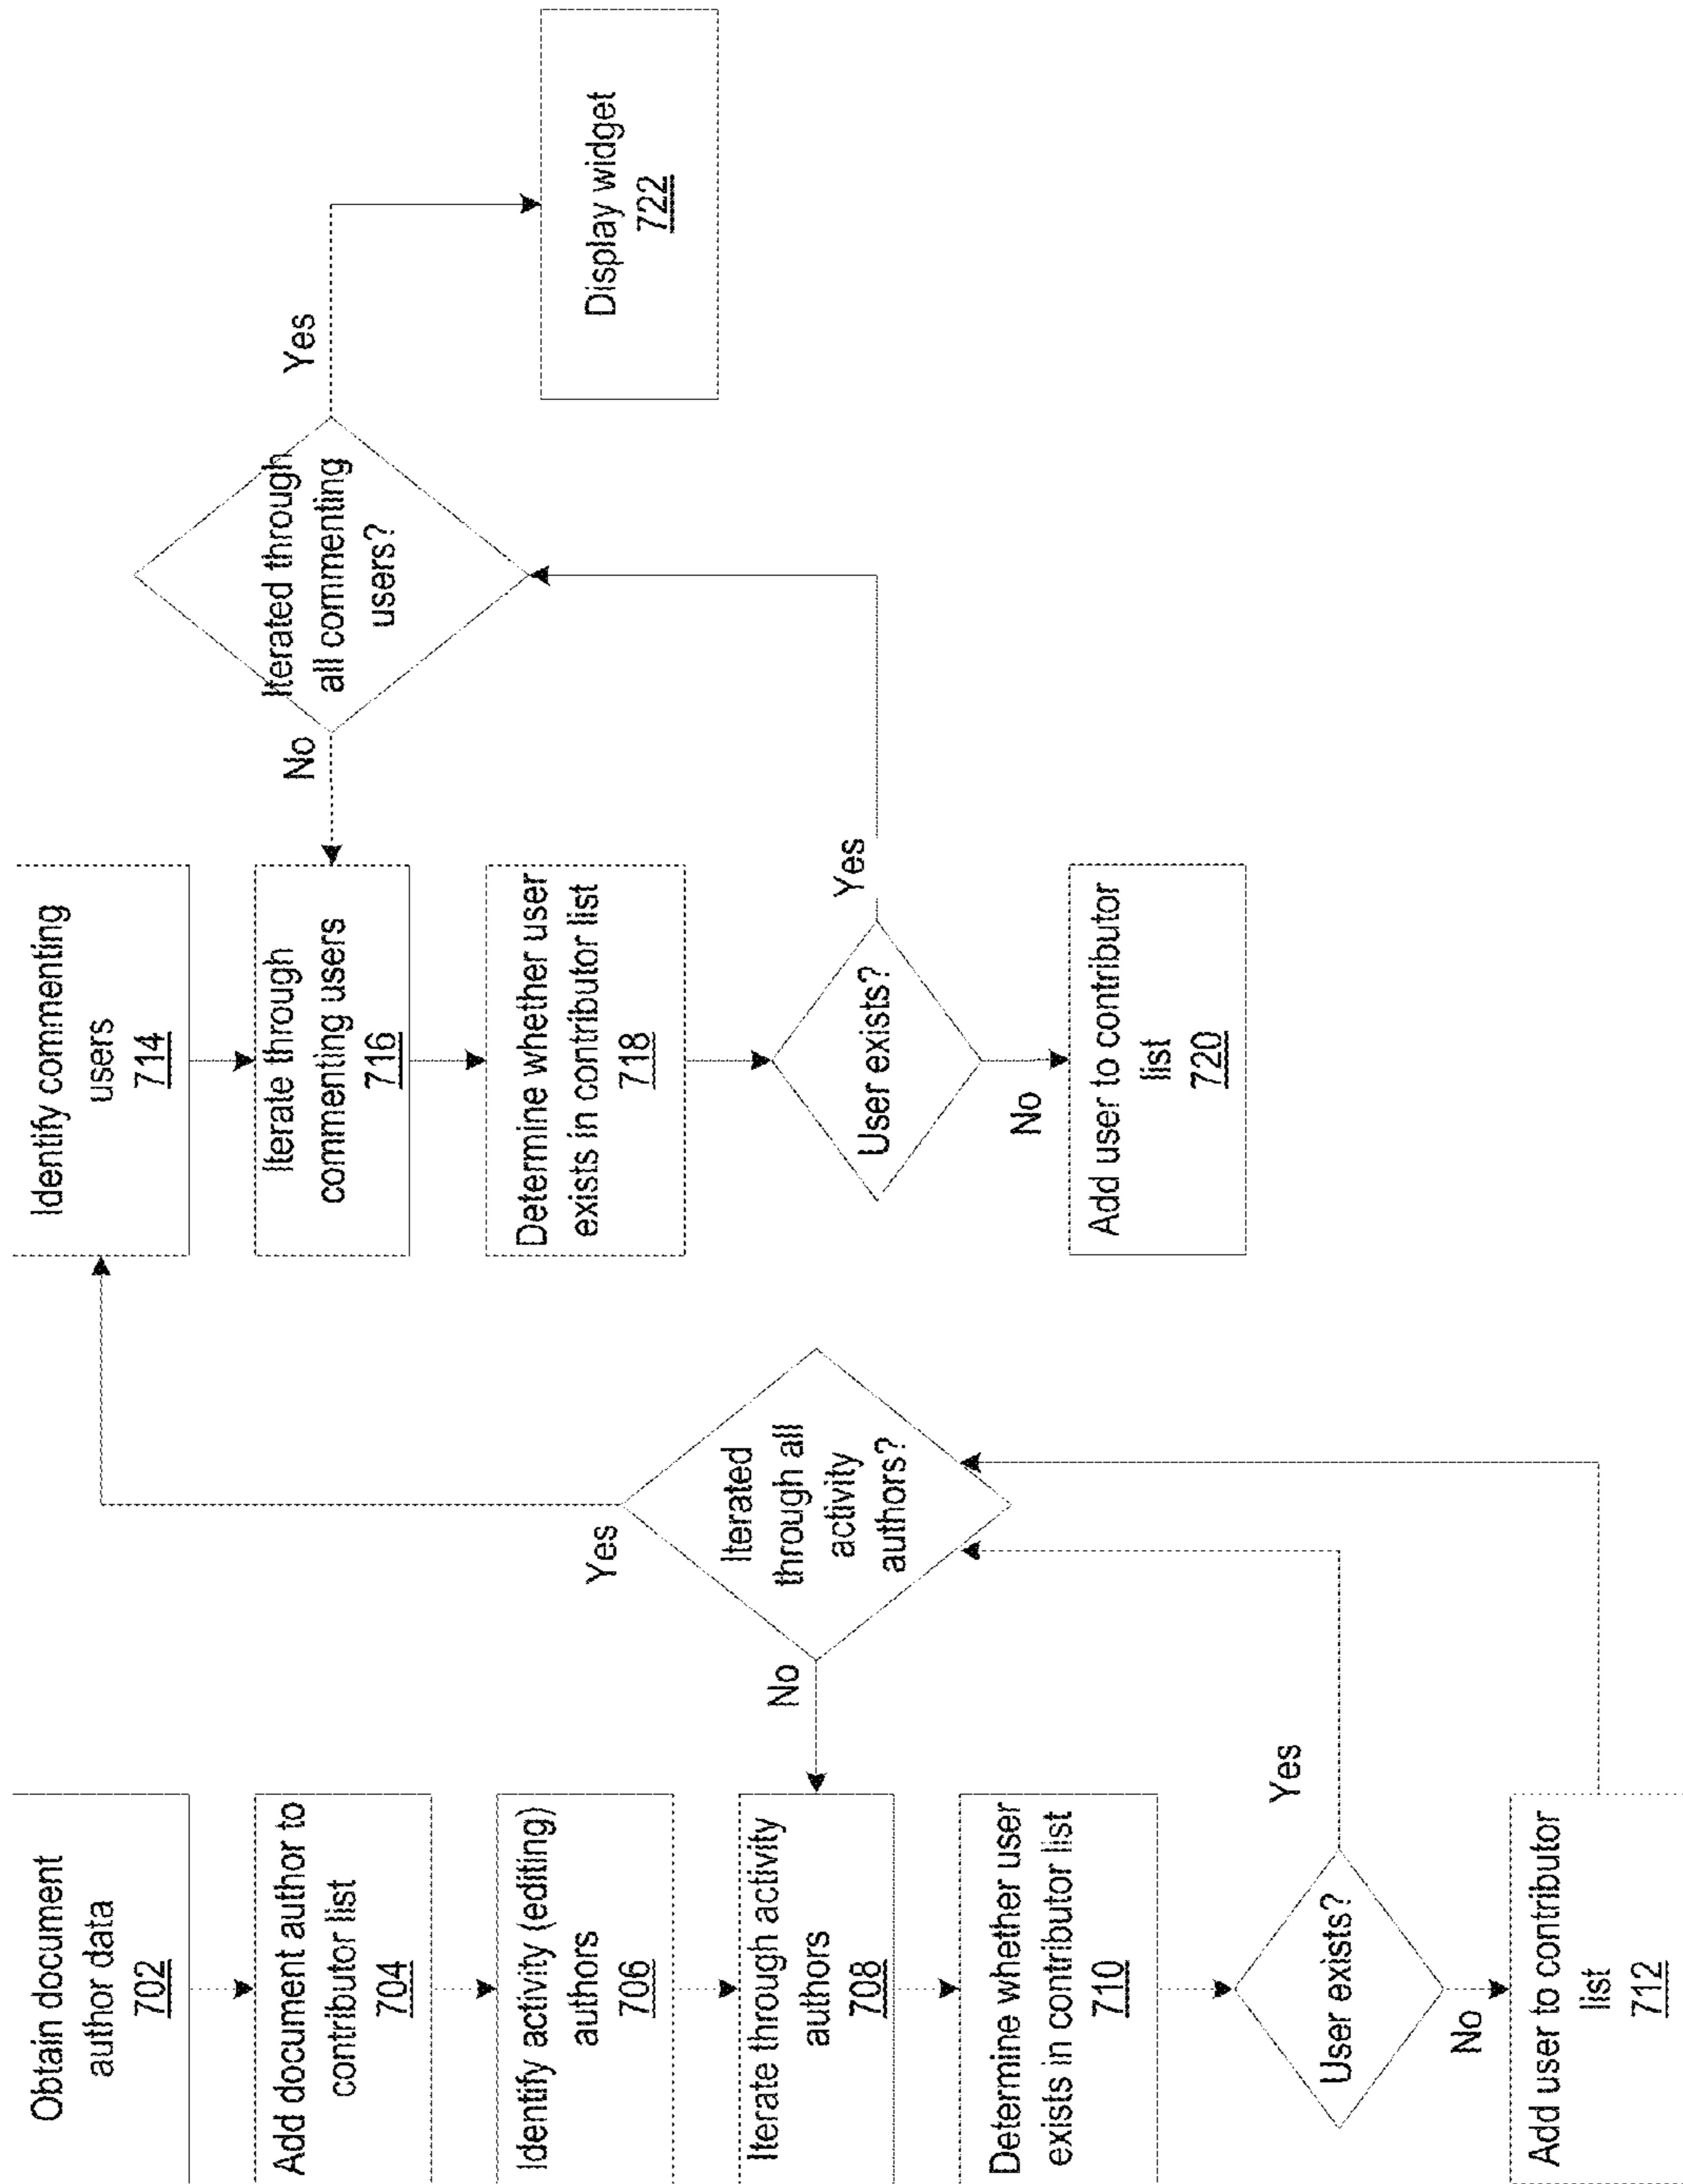 Obtain document
author data
702
Add document author to
contributor list
704
Identify activity (editing)
authors
706
Iterate through activity
authors
708
Determine whether user
exists in contributor list
710
User exists?
Yes
No
Add user to contributor
list
712
Iterated
through all
activity
authors?
No
Yes
Identify commenting
users
714
Iterate through
commenting users
716
Determine whether user
exists in contributor list
718
User exists?
Yes
No
Add user to contributor
list
720
Iterated through
all commenting
users?
No
Yes
Display widget
722